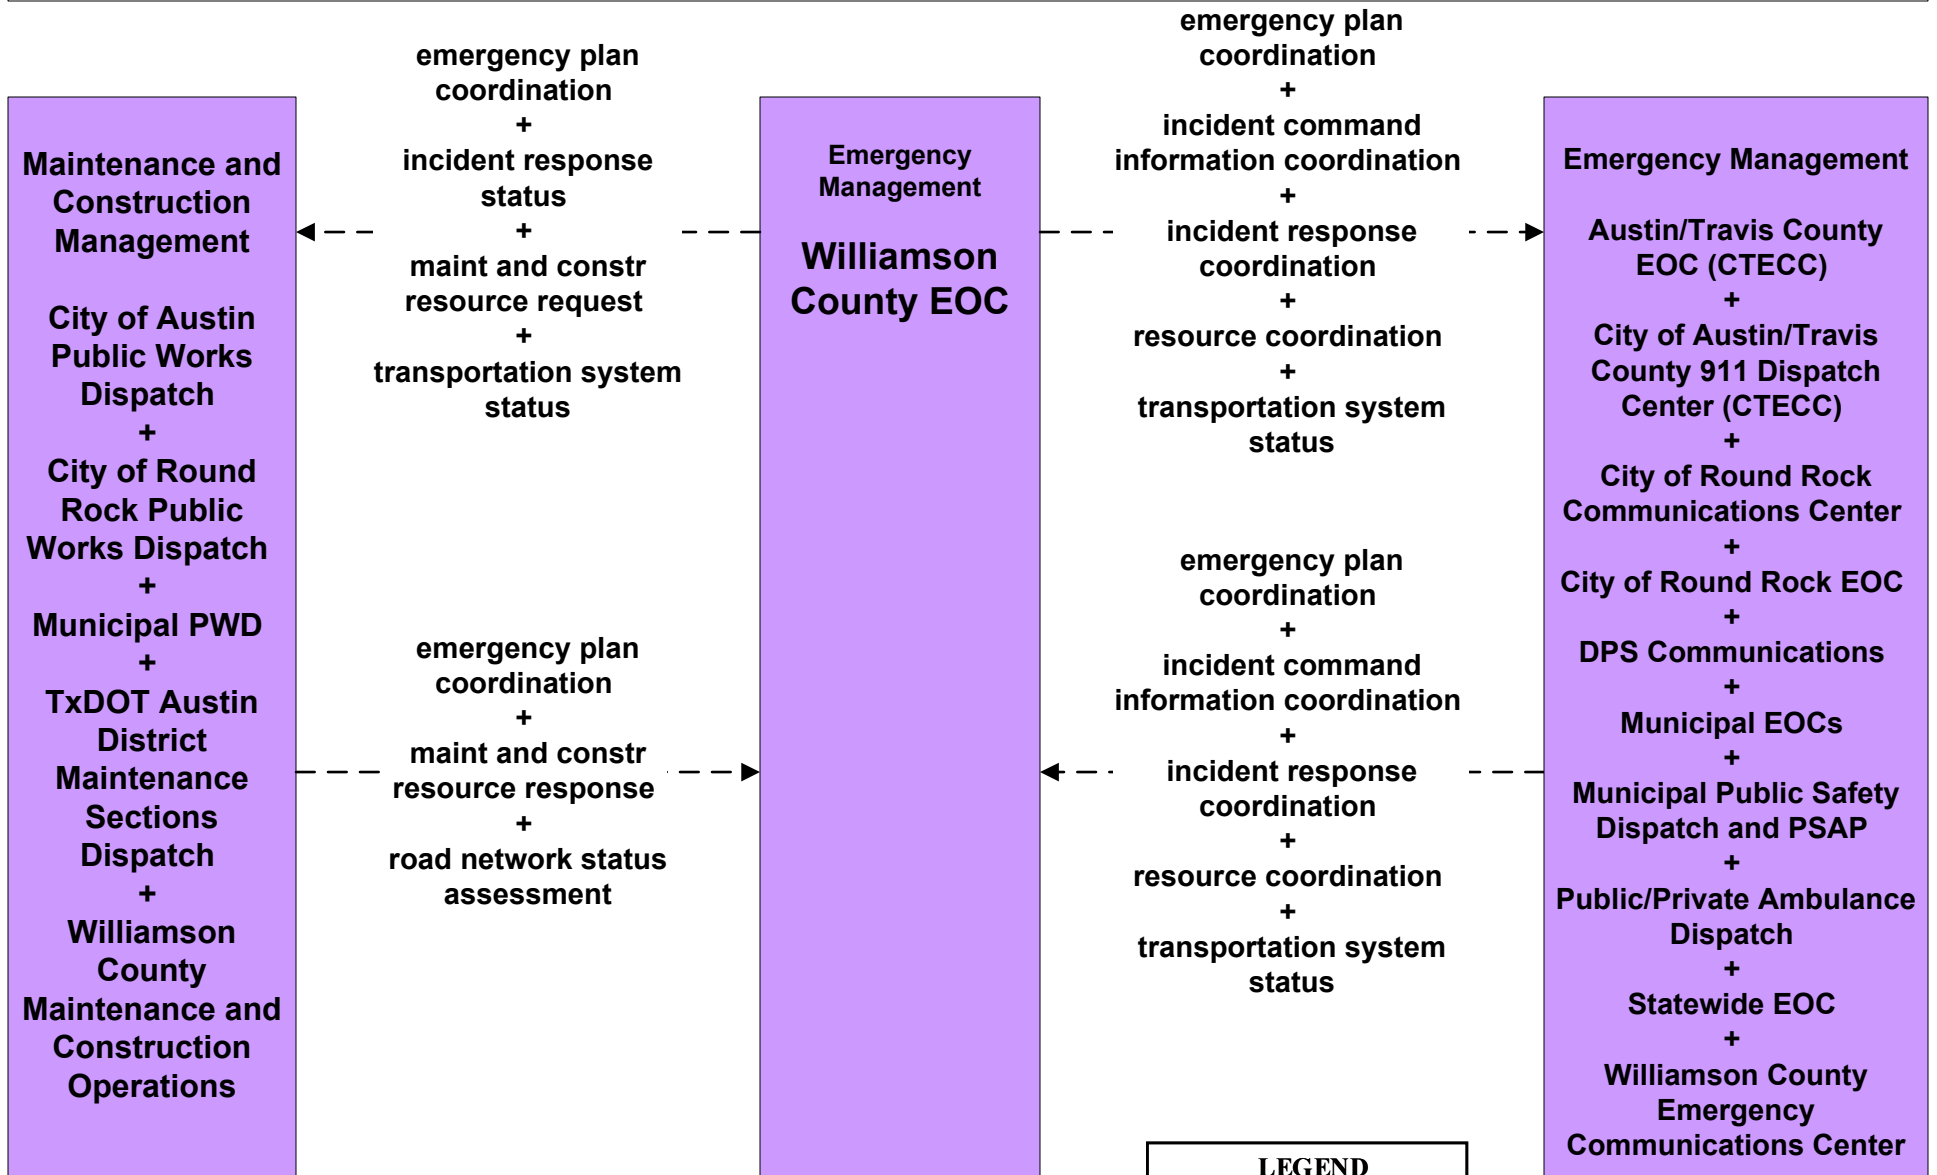 Maintenance and
Construction
Management
City of Austin
Public Works
Dispatch
+
City of Round
Rock Public
Works Dispatch
+
Municipal PWD
+
TxDOT Austin
District
Maintenance
Sections
Dispatch
+
Williamson
County
Maintenance and
Construction
Operations
emergency plan
coordination
+
incident response
status
+
maint and constr
resource request
+
transportation system
status
emergency plan
coordination
+
maint and constr
resource response
+
road network status
assessment
Emergency
Management
Williamson
County EOC
emergency plan
coordination
+
incident command
information coordination
+
incident response
coordination
+
resource coordination
+
transportation system
status
emergency plan
coordination
+
incident command
information coordination
+
incident response
coordination
+
resource coordination
+
transportation system
status
LEGEND
Emergency Management
Austin/Travis County
EOC (CTECC)
+
City of Austin/Travis
County 911 Dispatch
Center (CTECC)
+
City of Round Rock
Communications Center
+
City of Round Rock EOC
+
DPS Communications
+
Municipal EOCs
+
Municipal Public Safety
Dispatch and PSAP
+
Public/Private Ambulance
Dispatch
+
Statewide EOC
+
Williamson County
Emergency
Communications Center